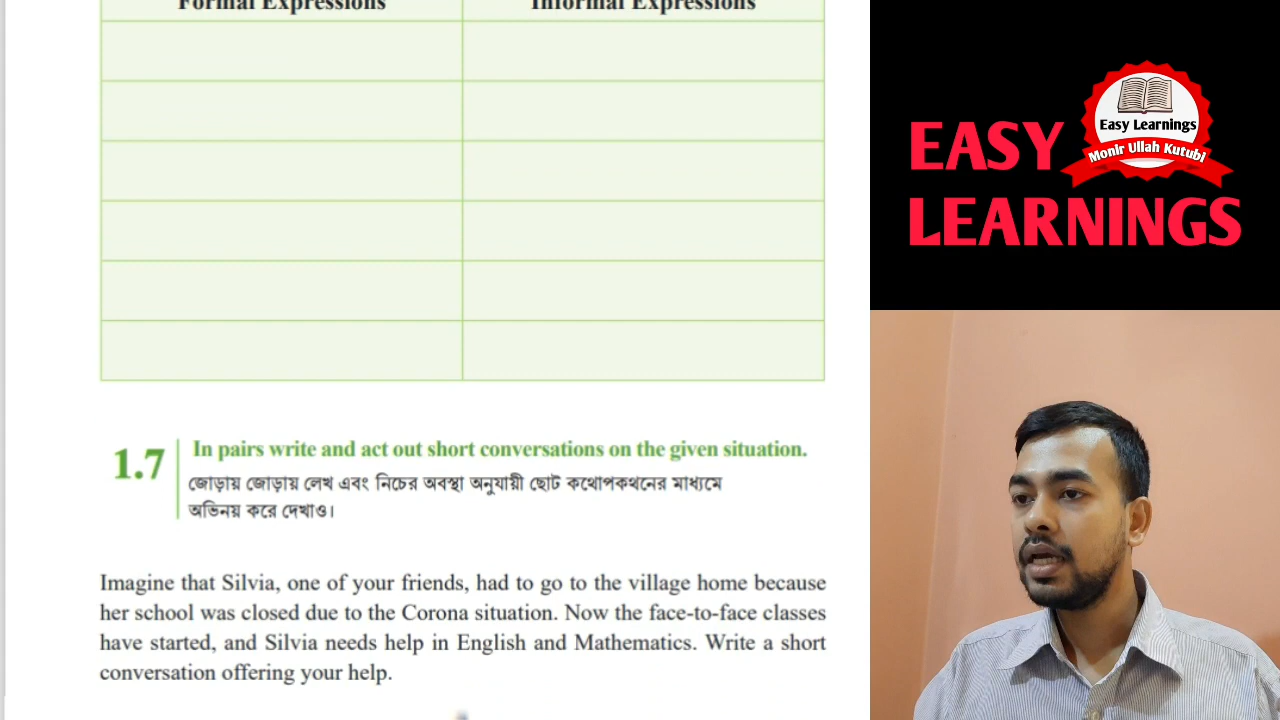 Formal Expressions
Informal Expressions
1.7
In pairs write and act out short conversations on the given situation.
জোড়ায় জোড়ায় লেখ এবং নিচের অবস্থা অনুযায়ী ছোট কথোপকথনের মাধ্যমে
অভিনয় করে দেখাও।
Imagine that Silvia, one of your friends, had to go to the village home because
her school was closed due to the Corona situation. Now the face-to-face classes
have started, and Silvia needs help in English and Mathematics. Write a short
conversation offering your help.
EASY
LEARNINGS
Easy Learnings
Monir Ullah Kutubi